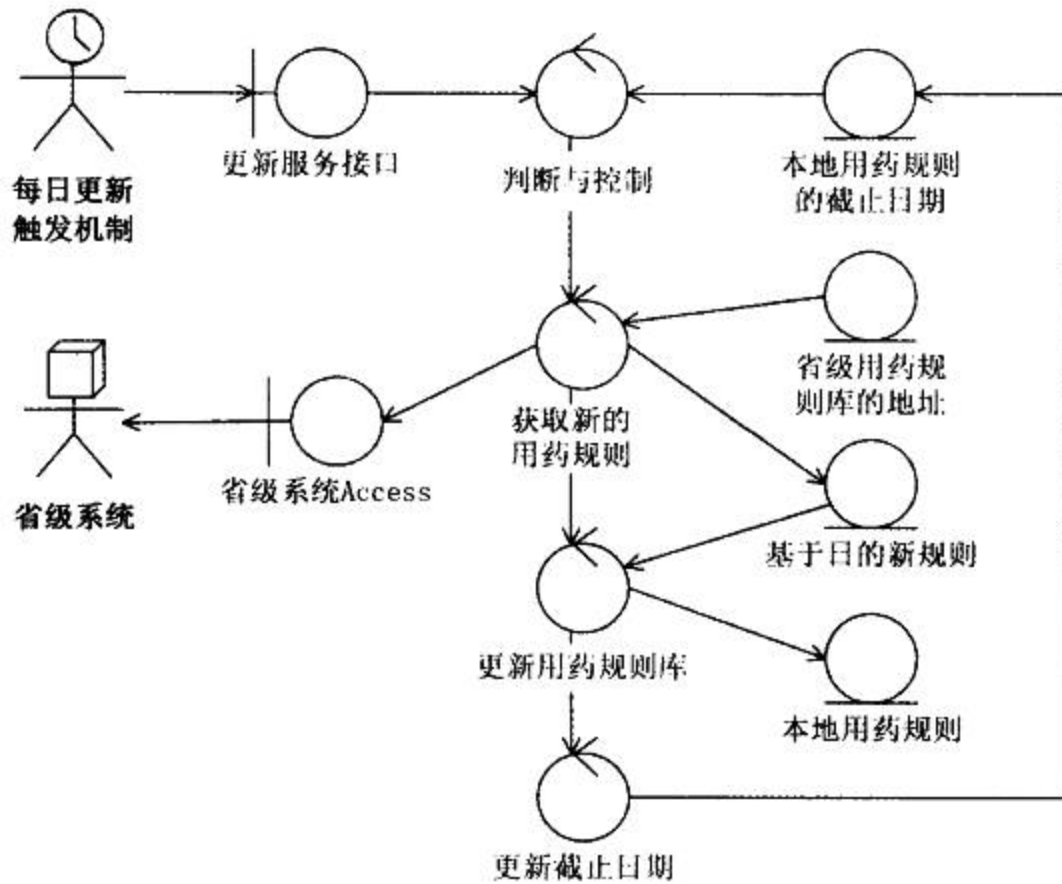 每日更新
触发机制
更新服务接口
判断与控制
本地用药规则
的截止日期
省级用药规
则库的地址
获取新的
用药规则
省级系统
省级系统Access
基于日的新规则
更新用药规则库
本地用药规则
更新截止日期